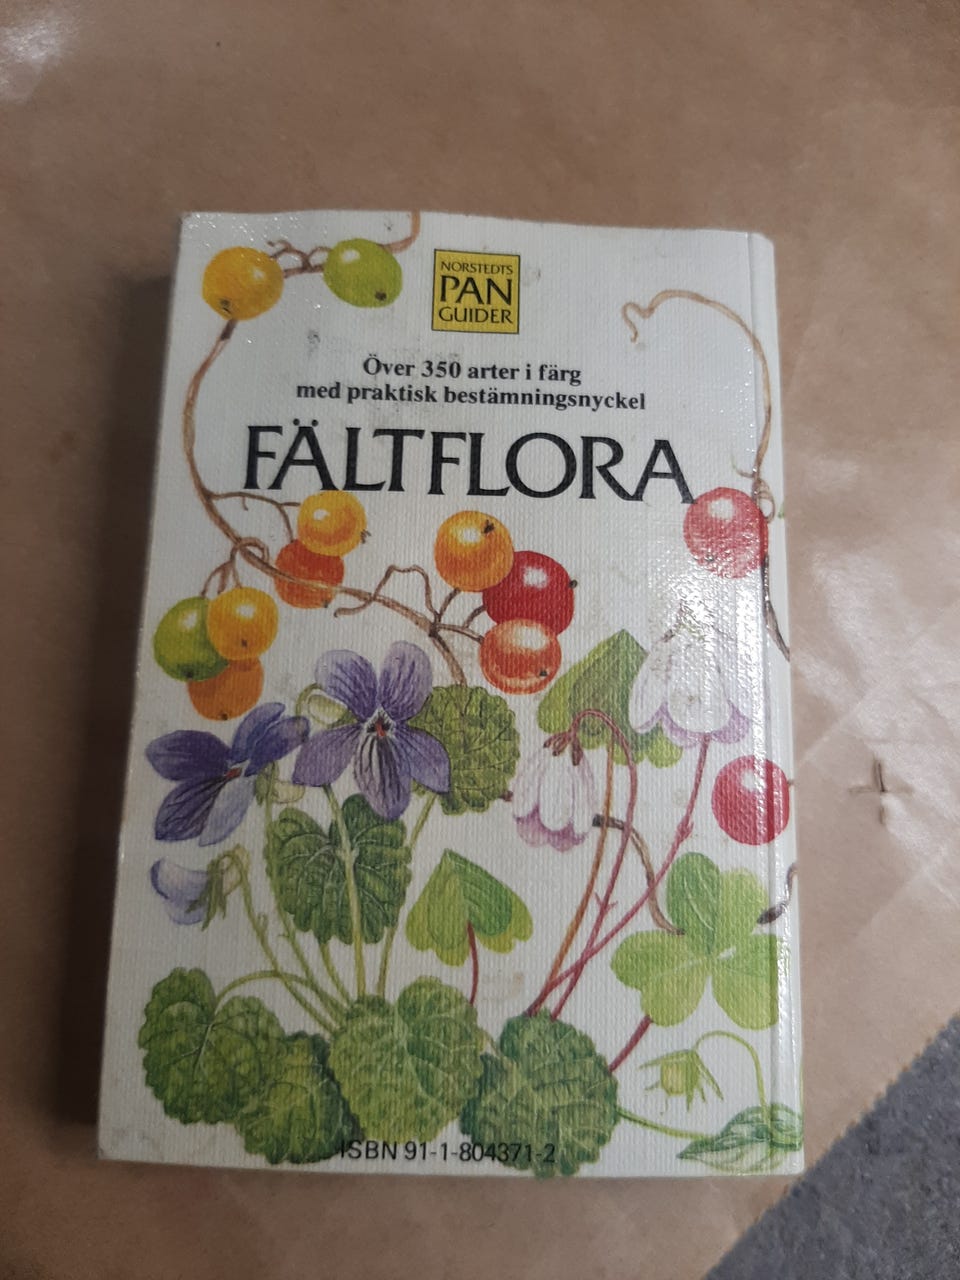 NORSTEDTS
PAN
GUIDER
Över 350 arter i färg
med praktisk bestämningsnyckel
FÄLTFLORA
ISBN 91-1-804371-2